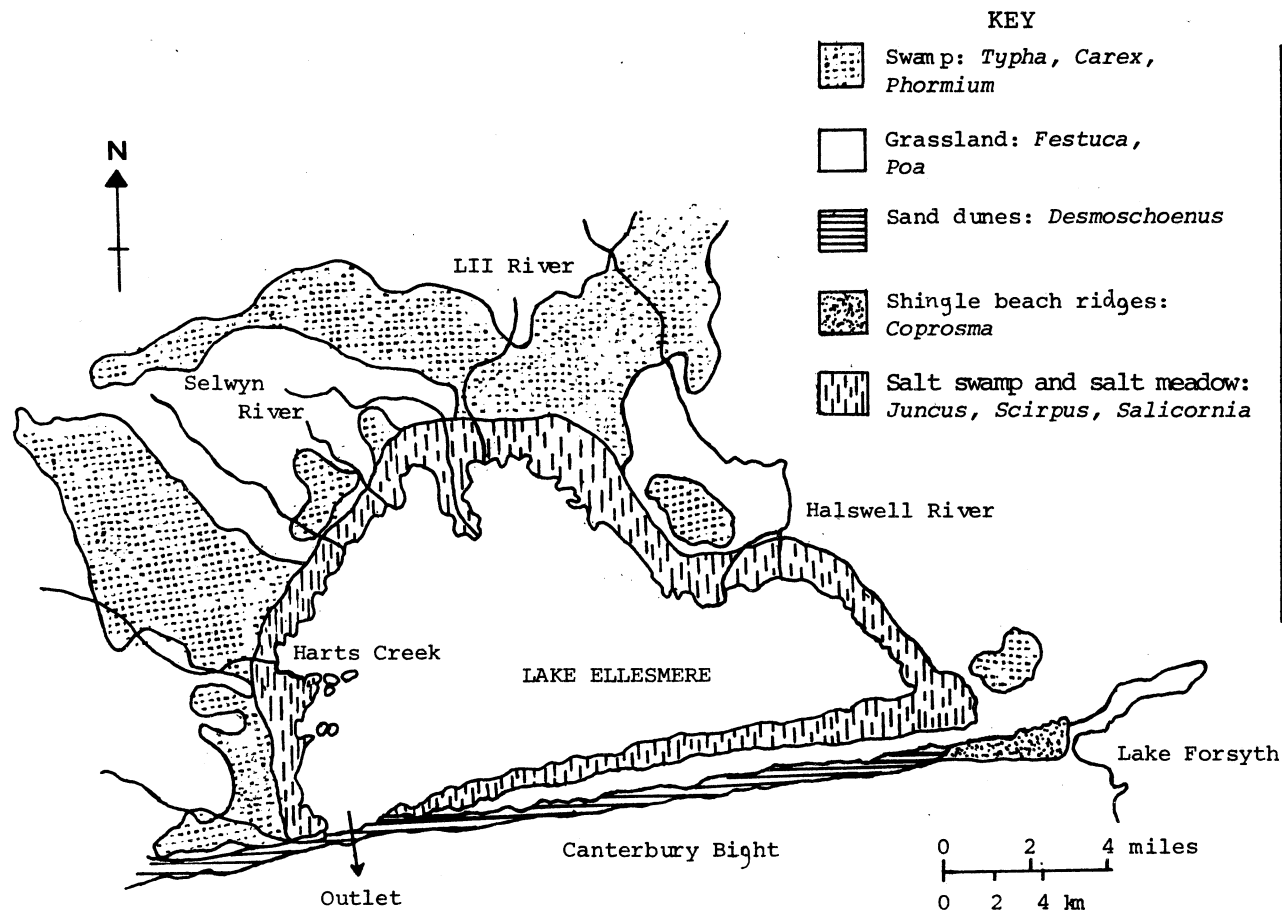 KEY
Swamp: Typha, Carex,
Phormium
Grassland: Festuca,
Poa
Sand dunes: Desmoschoenus
Shingle beach ridges:
Coprosma
Salt swamp and salt meadow:
Juncus, Scirpus, Salicornia
N
LII River
Selwyn
River
Halswell River
Harts Creek
LAKE ELLESMERE
Lake Forsyth
Canterbury Bight
Outlet
0 2 4 miles
0 2 4 km